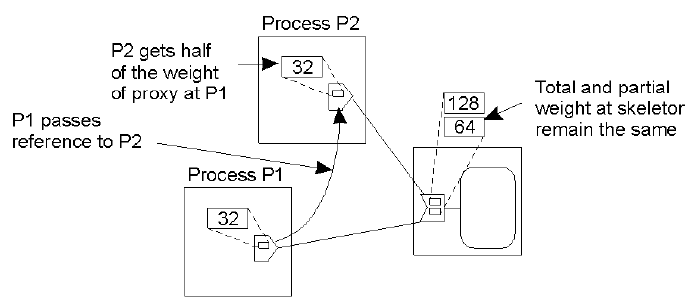 Process P2
P2 gets half
of the weight
of proxy at P1
32
P1 passes
reference to P2
128
64
Total and partial
weight at skeletor
remain the same
Process P1
32